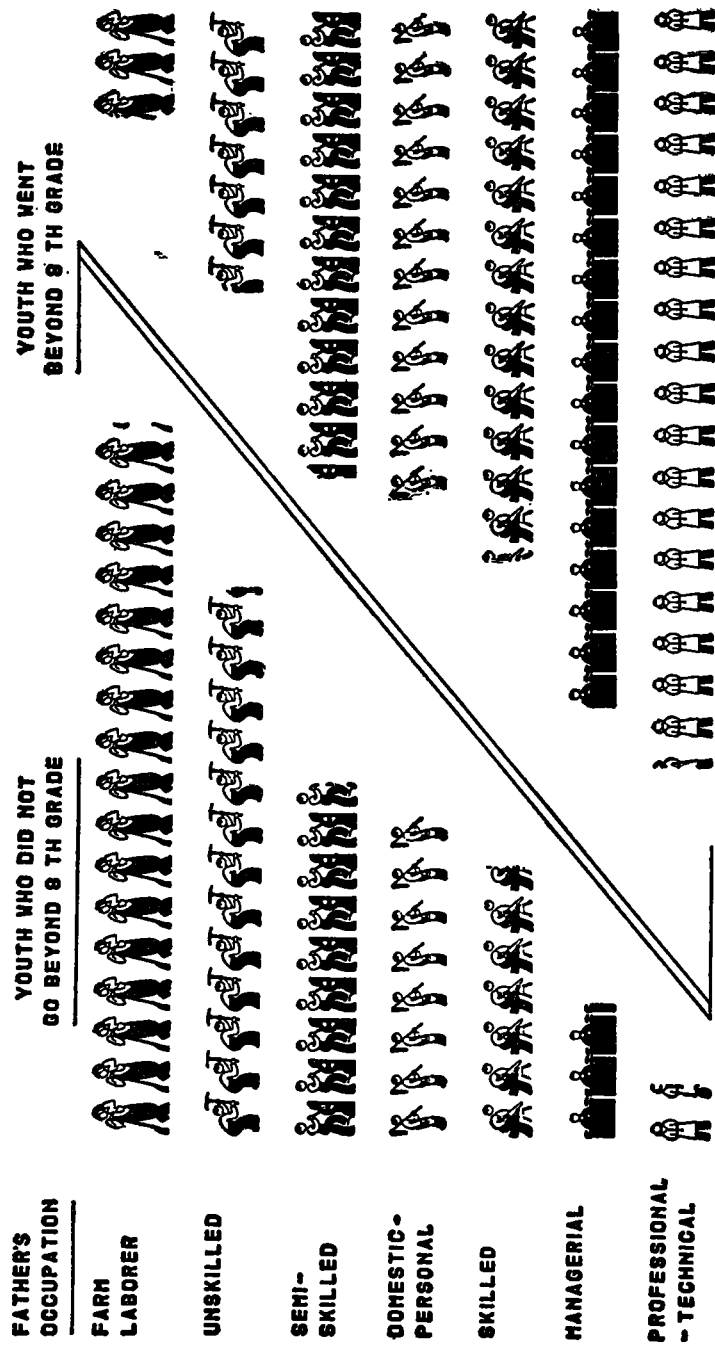 FATHER'S
OCCUPATION
YOUTH WHO DID NOT
GO BEYOND 8 TH GRADE
YOUTH WHO WENT
BEYOND 8 TH GRADE
FARM
LABORER
UNSKILLED
SEMI-
SKILLED
DOMESTIC-
PERSONAL
SKILLED
MANAGERIAL
PROFESSIONAL
- TECHNICAL